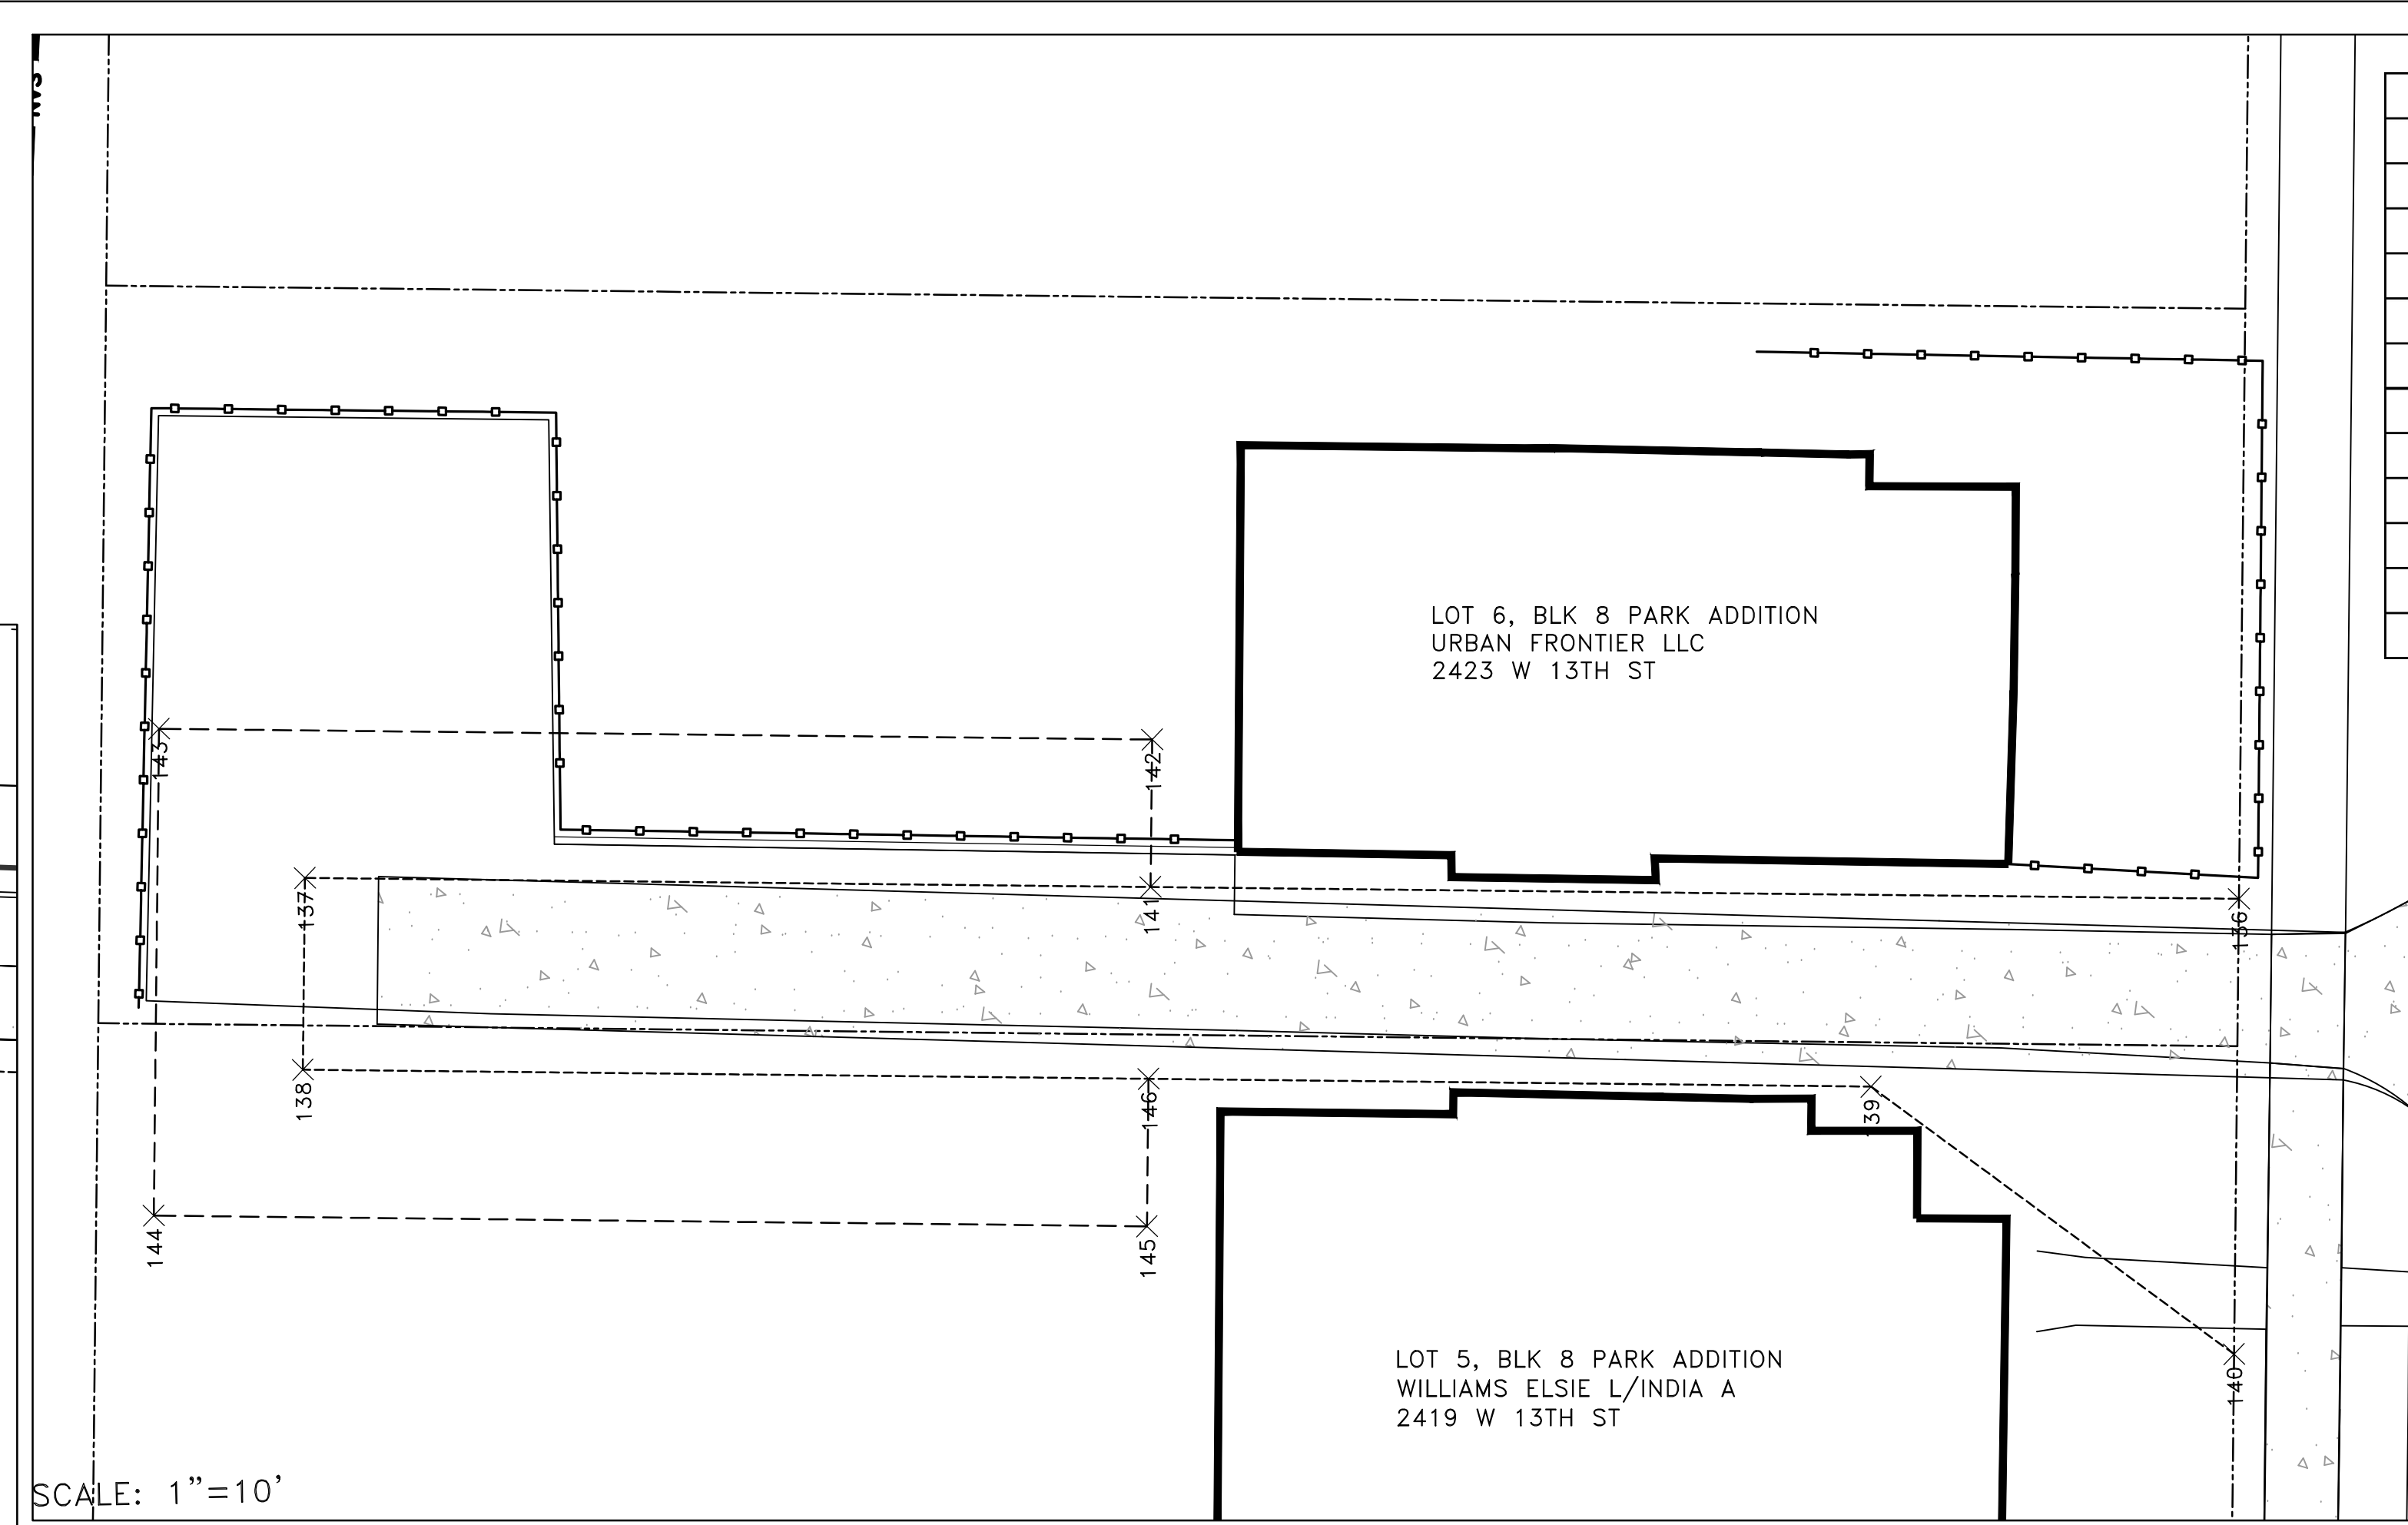 LOT 6, BLK 8 PARK ADDITION
URBAN FRONTIER LLC
2423 W 13TH ST
143
142
137
141
136
138
146
139
144
145
LOT 5, BLK 8 PARK ADDITION
WILLIAMS ELSIE L/INDIA A
2419 W 13TH ST
140
SCALE: 1”=10’